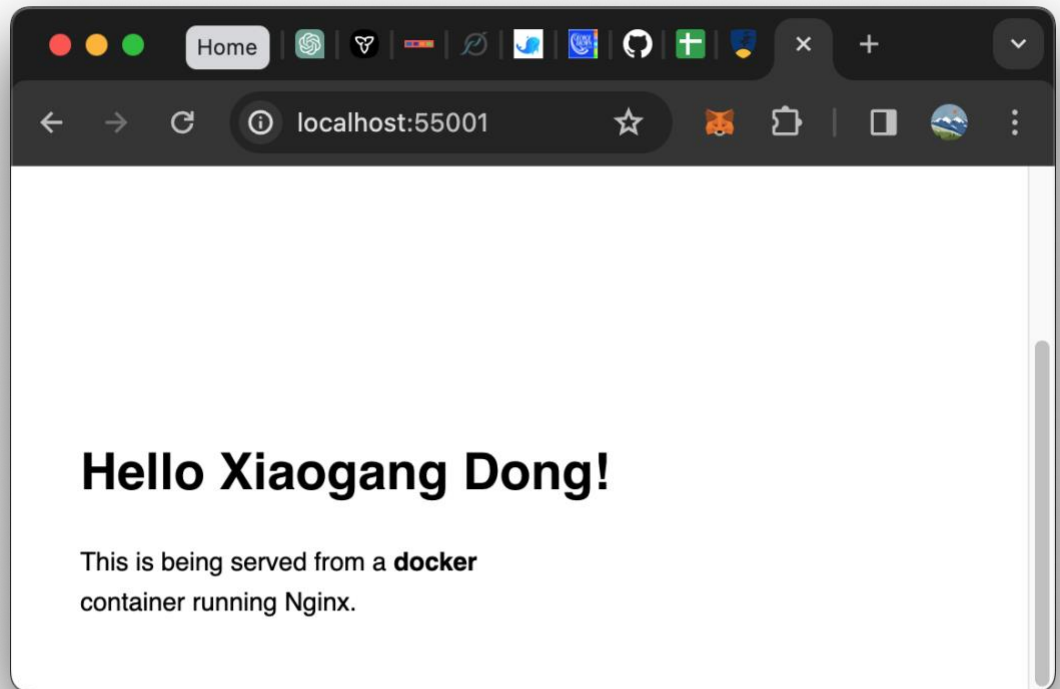 Home
localhost:55001
Hello Xiaogang Dong!
This is being served from a docker
container running Nginx.